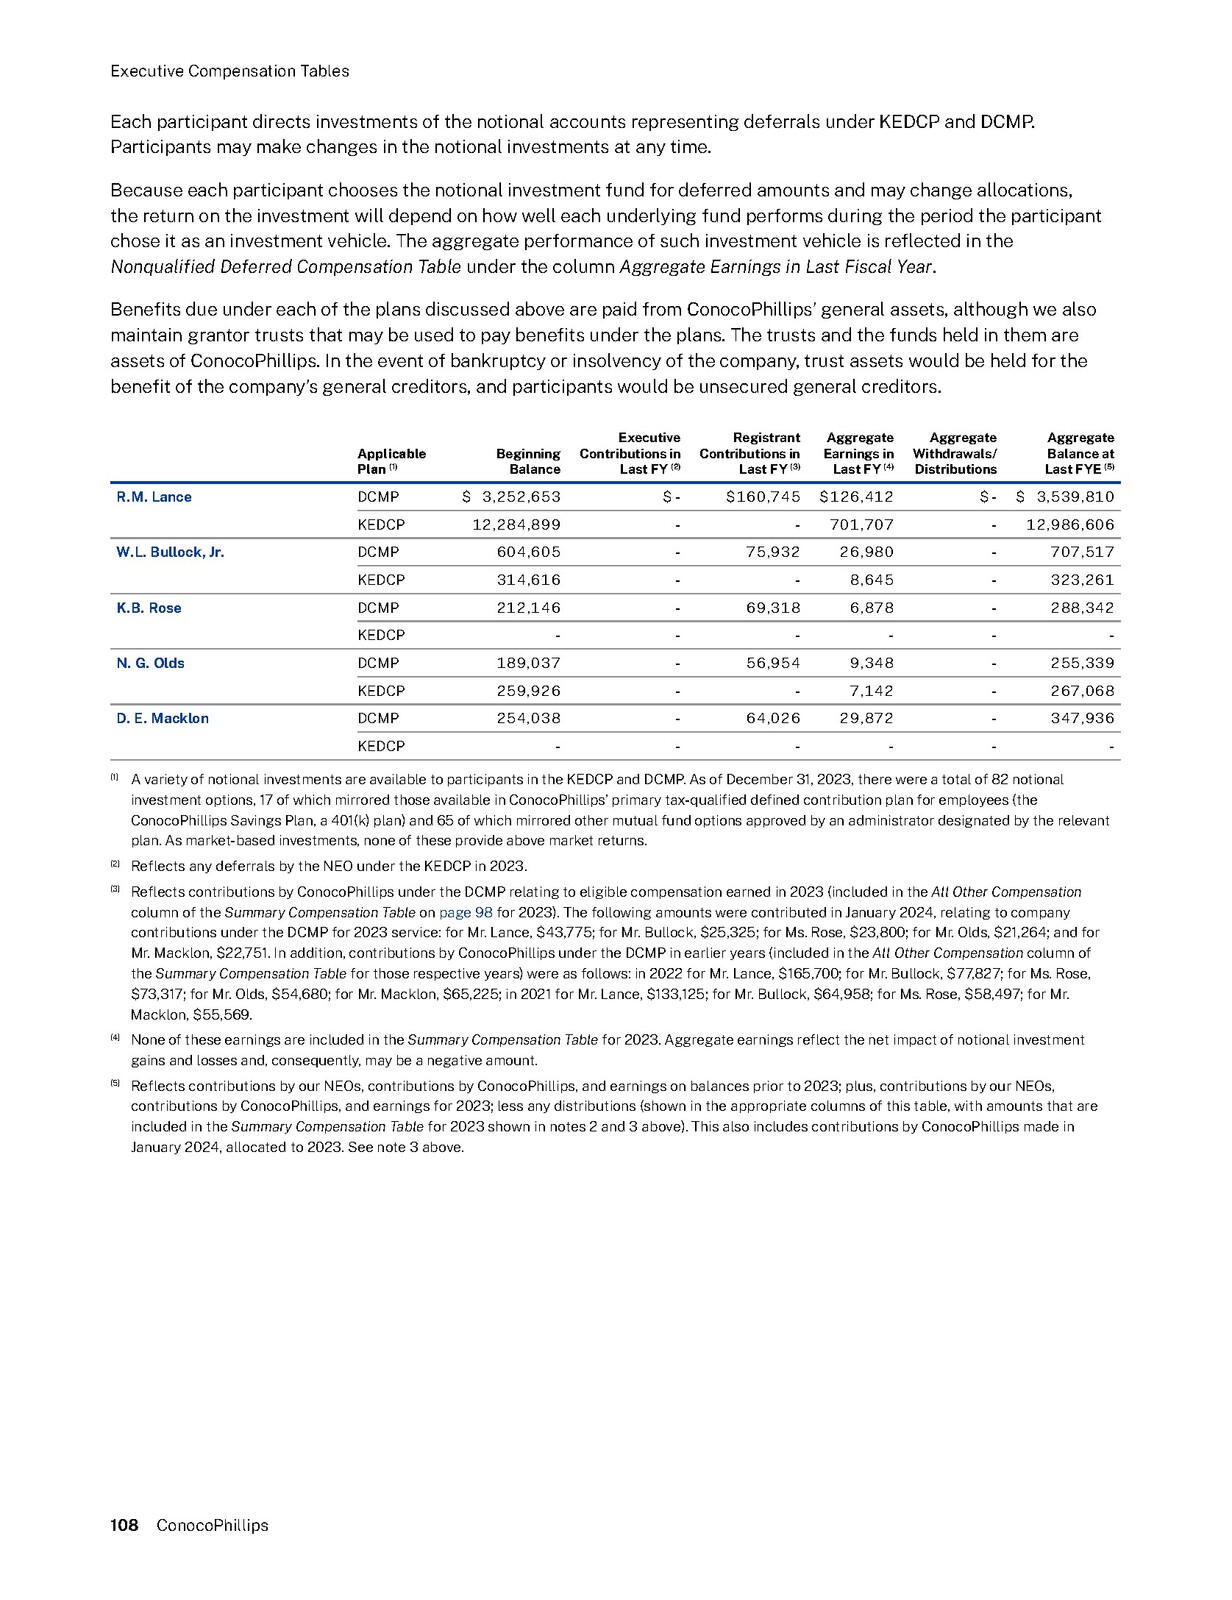 Executive Compensation Tables
Each participant directs investments of the notional accounts representing deferrals under KEDCP and DCMP.
Participants may make changes in the notional investments at any time.
Because each participant chooses the notional investment fund for deferred amounts and may change allocations,
the return on the investment will depend on how well each underlying fund performs during the period the participant
chose it as an investment vehicle. The aggregate performance of such investment vehicle is reflected in the
Nonqualified Deferred Compensation Table under the column Aggregate Earnings in Last Fiscal Year.
Benefits due under each of the plans discussed above are paid from ConocoPhillips' general assets, although we also
maintain grantor trusts that may be used to pay benefits under the plans. The trusts and the funds held in them are
assets of ConocoPhillips. In the event of bankruptcy or insolvency of the company, trust assets would be held for the
benefit of the company's general creditors, and participants would be unsecured general creditors.
Executive Registrant Aggregate Aggregate Aggregate
Applicable Beginning Contributions in Contributions in Earnings in Withdrawals/ Balance at
Plan (1) Balance Last FY (2) Last FY (3) Last FY (4) Distributions Last FYE (5)
R.M. Lance DCMP $ 3,252,653 $ - $160,745 $126,412 $ - $ 3,539,810
KEDCP 12,284,899 - - 701,707 - 12,986,606
W.L. Bullock, Jr. DCMP 604,605 - 75,932 26,980 - 707,517
KEDCP 314,616 - - 8,645 - 323,261
K.B. Rose DCMP 212,146 - 69,318 6,878 - 288,342
KEDCP - - - - - -
N. G. Olds DCMP 189,037 - 56,954 9,348 - 255,339
KEDCP 259,926 - - 7,142 - 267,068
D. E. Macklon DCMP 254,038 - 64,026 29,872 - 347,936
KEDCP - - - - - -
(1) A variety of notional investments are available to participants in the KEDCP and DCMP. As of December 31, 2023, there were a total of 82 notional
investment options, 17 of which mirrored those available in ConocoPhillips' primary tax-qualified defined contribution plan for employees (the
ConocoPhillips Savings Plan, a 401(k) plan) and 65 of which mirrored other mutual fund options approved by an administrator designated by the relevant
plan. As market-based investments, none of these provide above market returns.
(2) Reflects any deferrals by the NEO under the KEDCP in 2023.
(3) Reflects contributions by ConocoPhillips under the DCMP relating to eligible compensation earned in 2023 (included in the All Other Compensation
column of the Summary Compensation Table on page 98 for 2023). The following amounts were contributed in January 2024, relating to company
contributions under the DCMP for 2023 service: for Mr. Lance, $43,775; for Mr. Bullock, $25,325; for Ms. Rose, $23,800; for Mr. Olds, $21,264; and for
Mr. Macklon, $22,751. In addition, contributions by ConocoPhillips under the DCMP in earlier years (included in the All Other Compensation column of
the Summary Compensation Table for those respective years) were as follows: in 2022 for Mr. Lance, $165,700; for Mr. Bullock, $77,827; for Ms. Rose,
$73,317; for Mr. Olds, $54,680; for Mr. Macklon, $65,225; in 2021 for Mr. Lance, $133,125; for Mr. Bullock, $64,958; for Ms. Rose, $58,497; for Mr.
Macklon, $55,569.
(4) None of these earnings are included in the Summary Compensation Table for 2023. Aggregate earnings reflect the net impact of notional investment
gains and losses and, consequently, may be a negative amount.
(5) Reflects contributions by our NEOs, contributions by ConocoPhillips, and earnings on balances prior to 2023; plus, contributions by our NEOs,
contributions by ConocoPhillips, and earnings for 2023; less any distributions (shown in the appropriate columns of this table, with amounts that are
included in the Summary Compensation Table for 2023 shown in notes 2 and 3 above). This also includes contributions by ConocoPhillips made in
January 2024, allocated to 2023. See note 3 above.
108 ConocoPhillips